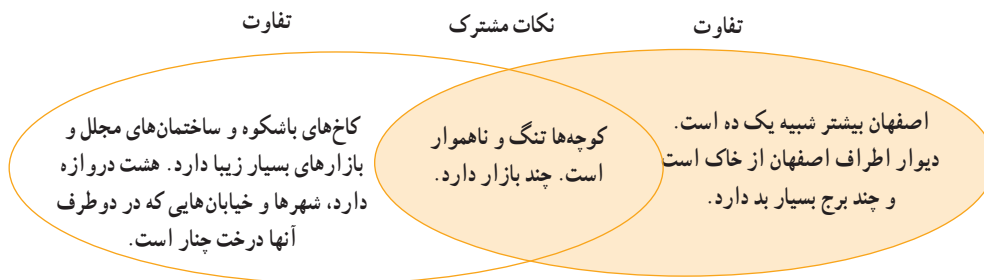 تفاوت
نکات مشترک
تفاوت
اصفهان بیشتر شبیه یک ده است.
دیوار اطراف اصفهان از خاک است
و چند برج بسیار بد دارد.
کوچه‌ها تنگ و ناهموار
است. چند بازار دارد.
کاخ‌های باشکوه و ساختمان‌های مجلل و
بازارهای بسیار زیبا دارد. هشت دروازه
دارد، شهرها و خیابان‌هایی که در دو طرف
آنها درخت چنار است.